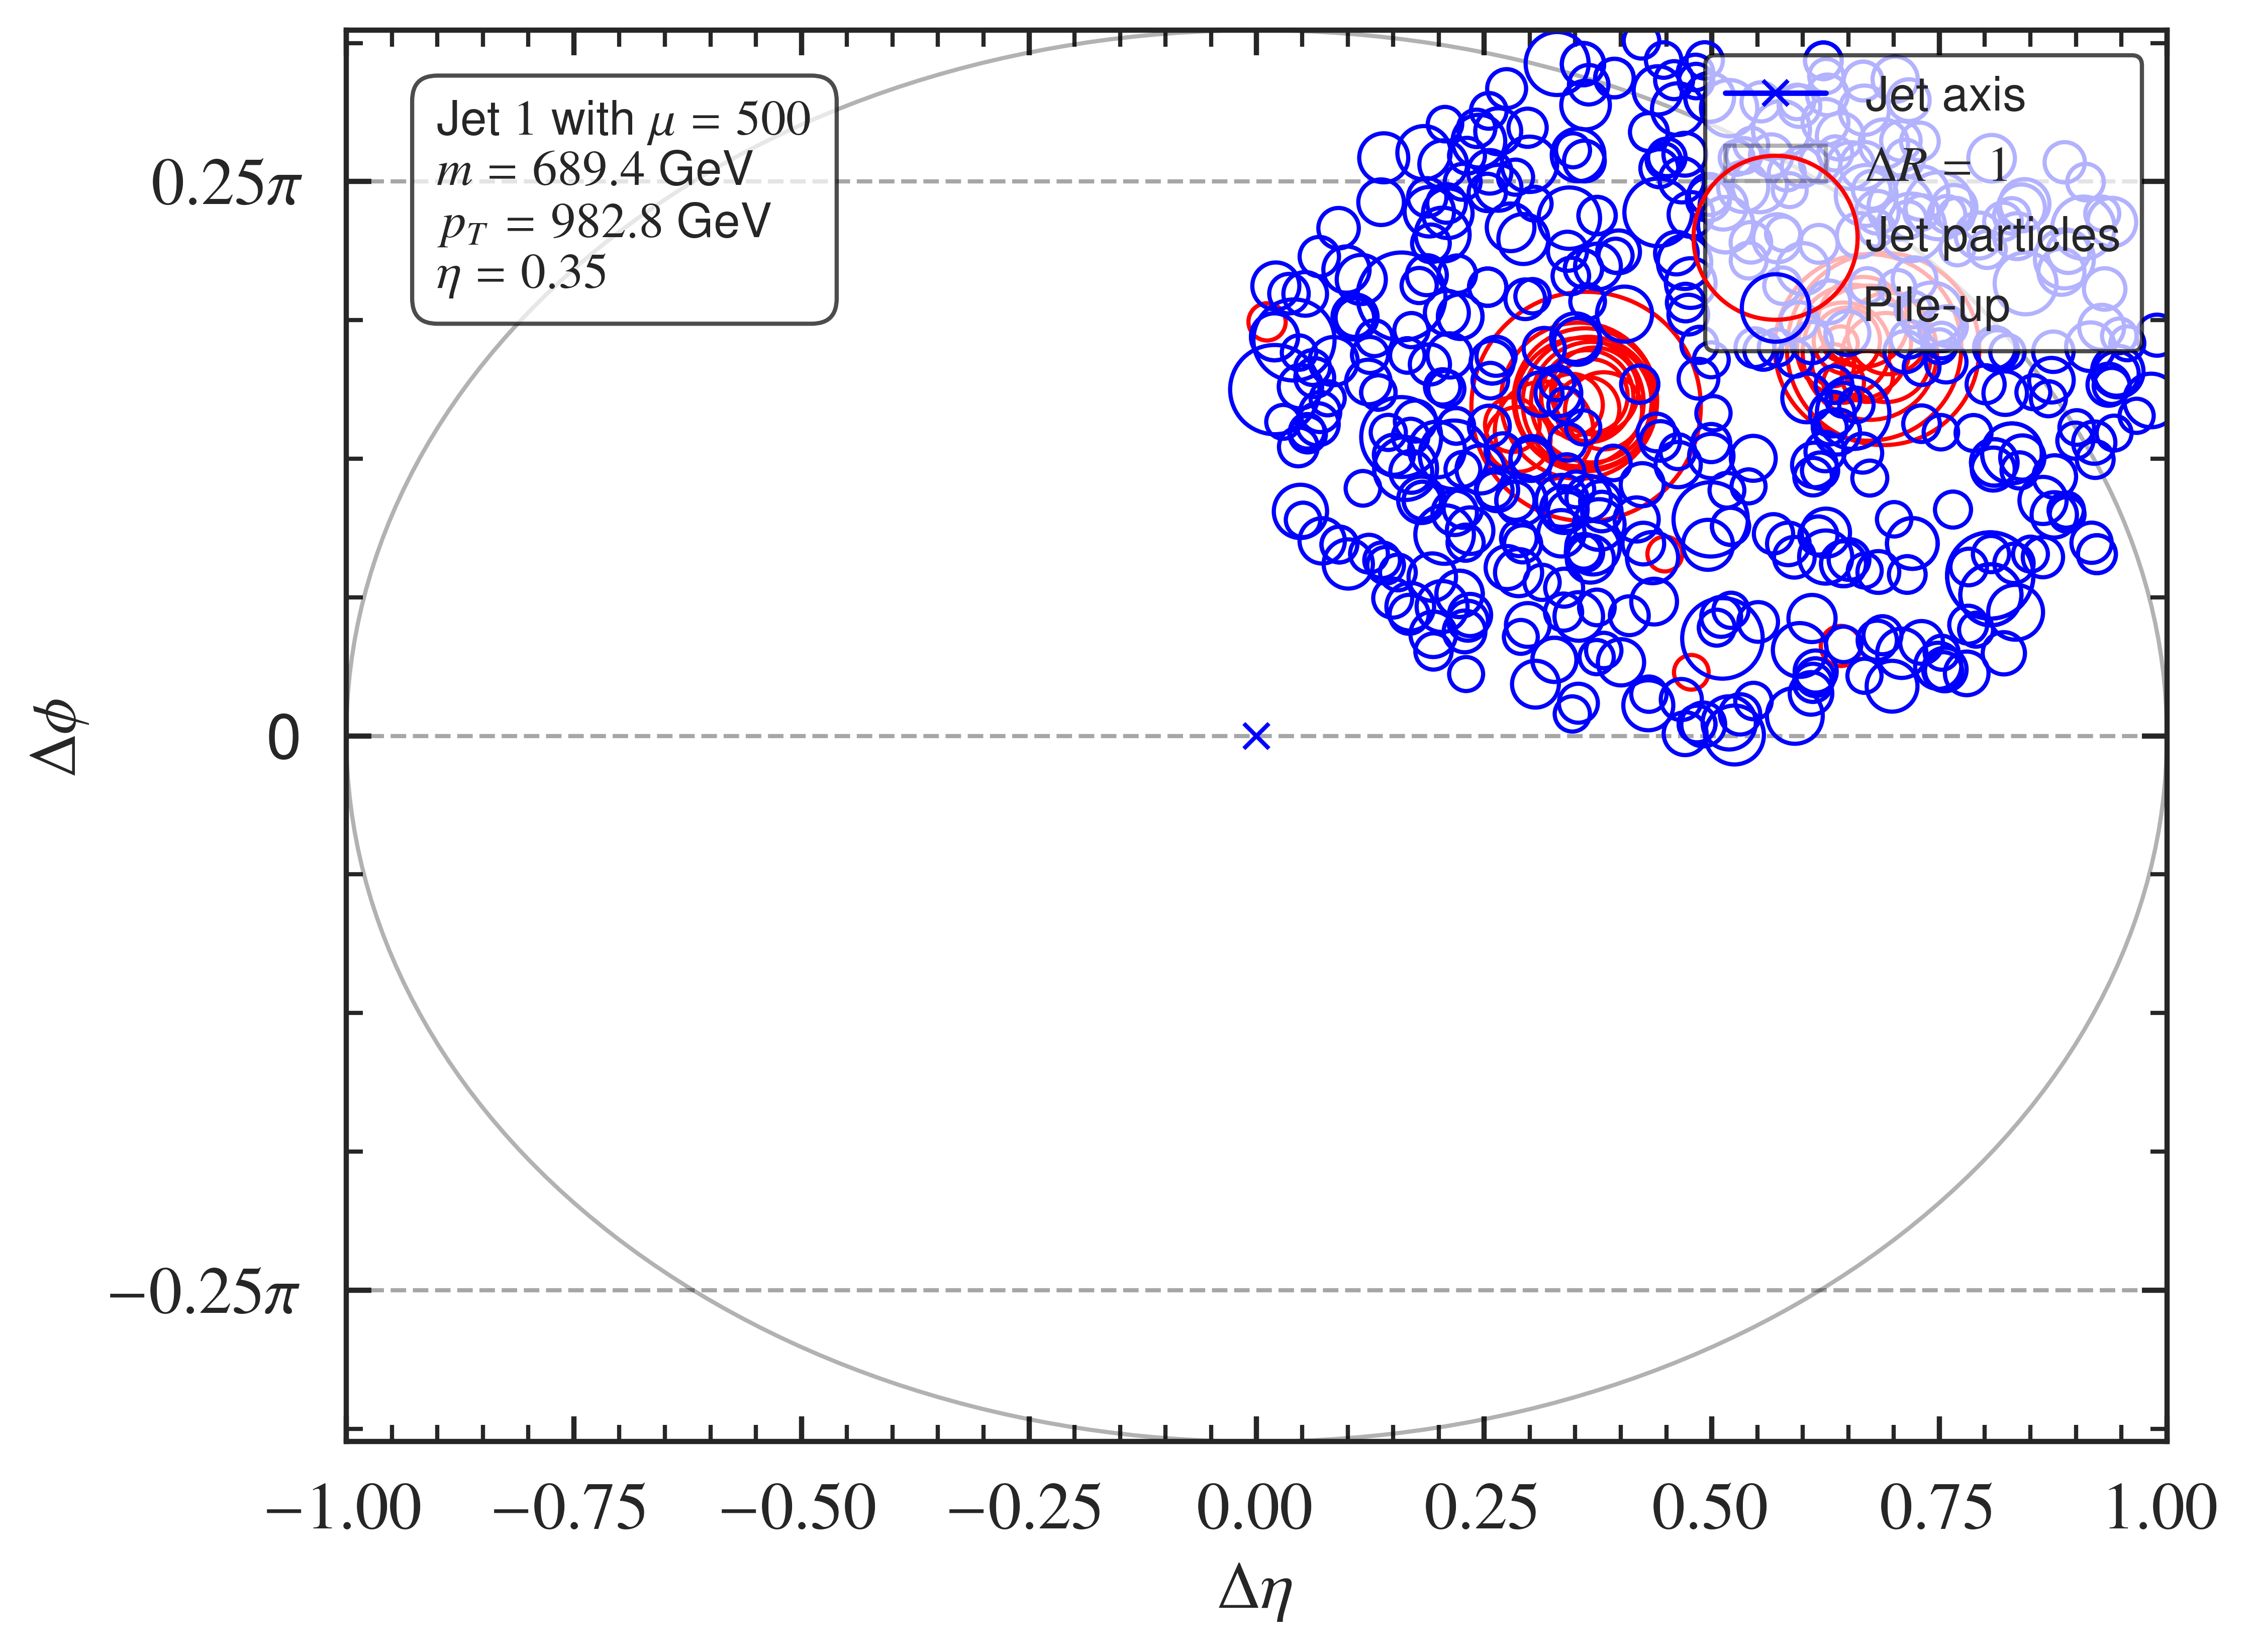 Jet 1 with μ = 500
m = 689.4 GeV
p_T = 982.8 GeV
η = 0.35
Jet axis
ΔR = 1
Jet particles
Pile-up
0.25π
0
−0.25π
Δϕ
−1.00 −0.75 −0.50 −0.25 0.00 0.25 0.50 0.75 1.00
Δη